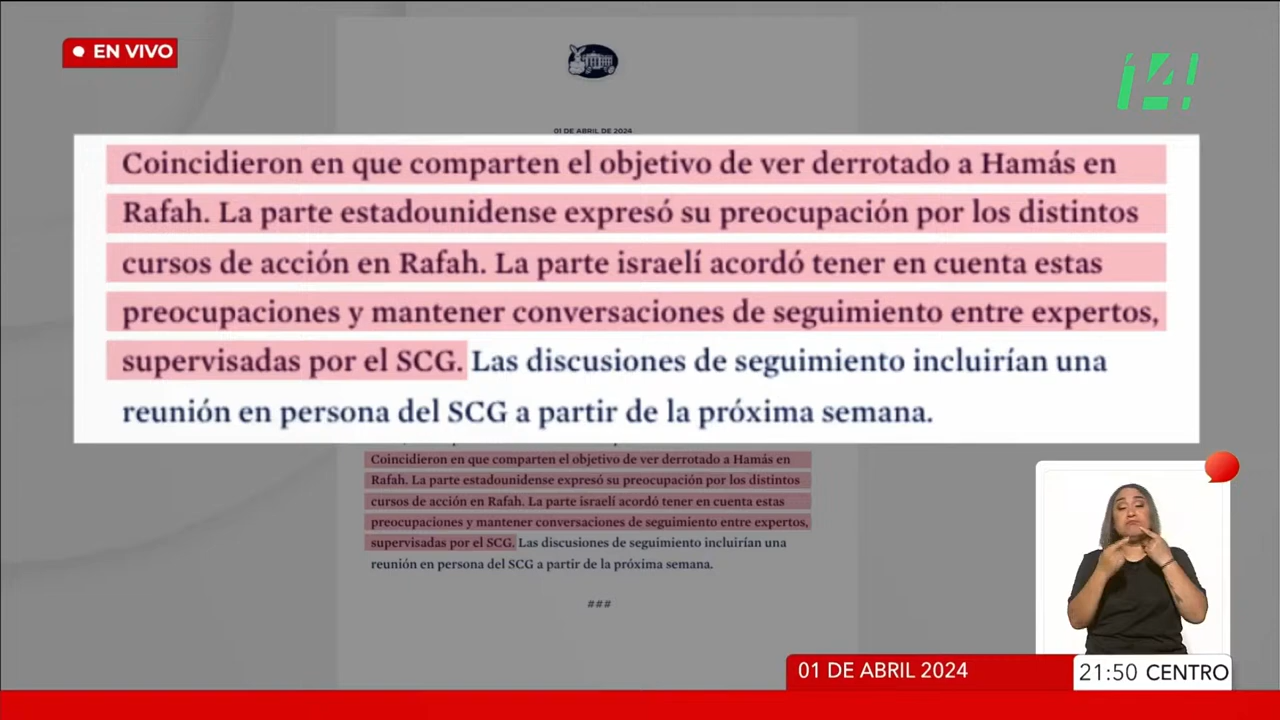 EN VIVO
14!
01 DE ABRIL DE 2024
Coincidieron en que comparten el objetivo de ver derrotado a Hamás en
Rafah. La parte estadounidense expresó su preocupación por los distintos
cursos de acción en Rafah. La parte israelí acordó tener en cuenta estas
preocupaciones y mantener conversaciones de seguimiento entre expertos,
supervisadas por el SCG. Las discusiones de seguimiento incluirían una
reunión en persona del SCG a partir de la próxima semana.
Coincidieron en que comparten el objetivo de ver derrotado a Hamás en
Rafah. La parte estadounidense expresó su preocupación por los distintos
cursos de acción en Rafah. La parte israelí acordó tener en cuenta estas
preocupaciones y mantener conversaciones de seguimiento entre expertos,
supervisadas por el SCG. Las discusiones de seguimiento incluirían una
reunión en persona del SCG a partir de la próxima semana.
###
01 DE ABRIL 2024
21:50 CENTRO